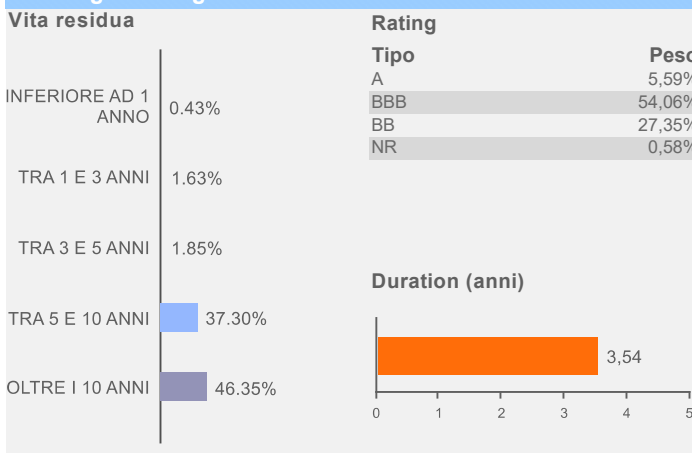 Vita residua
INFERIORE AD 1
ANNO
0.43%
TRA 1 E 3 ANNI
1.63%
TRA 3 E 5 ANNI
1.85%
TRA 5 E 10 ANNI
37.30%
OLTRE I 10 ANNI
46.35%
Rating
Tipo Peso
A 5,59%
BBB 54,06%
BB 27,35%
NR 0,58%
Duration (anni)
3,54
0 1 2 3 4 5